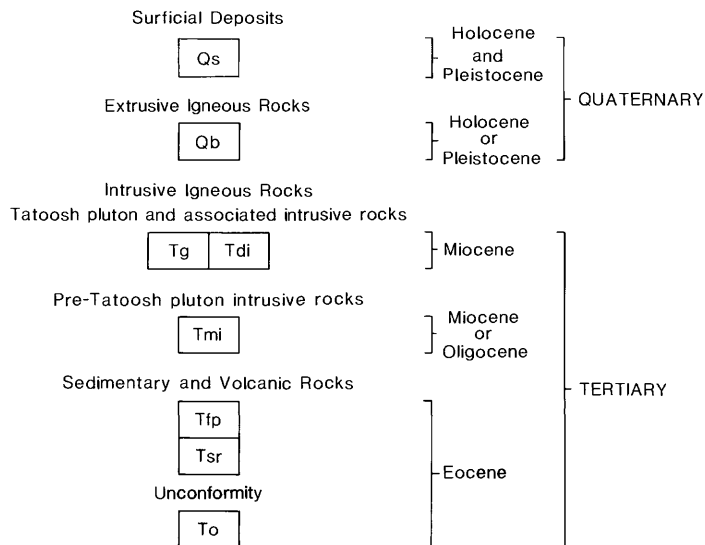 Surficial Deposits
Qs
Holocene
and
Pleistocene
QUATERNARY
Extrusive Igneous Rocks
Qb
Holocene
or
Pleistocene
Intrusive Igneous Rocks
Tatoosh pluton and associated intrusive rocks
Tg Tdi
Miocene
Pre-Tatoosh pluton intrusive rocks
Tmi
Miocene
or
Oligocene
TERTIARY
Sedimentary and Volcanic Rocks
Tfp
Tsr
Eocene
Unconformity
To